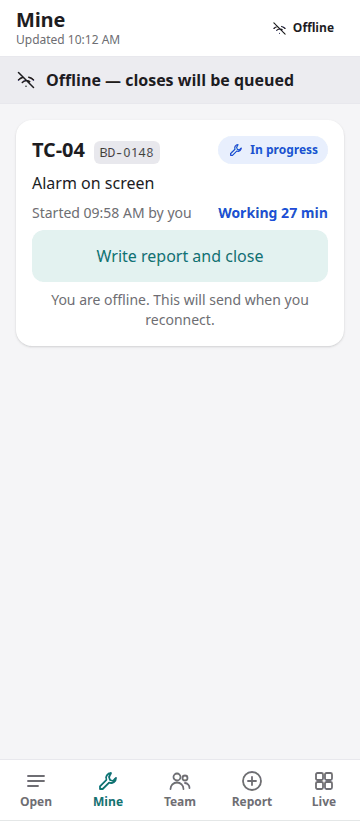 Mine
Updated 10:12 AM
Offline
Offline — closes will be queued
TC-04 BD-0148 In progress
Alarm on screen
Started 09:58 AM by you Working 27 min
Write report and close
You are offline. This will send when you
reconnect.
Open Mine Team Report Live